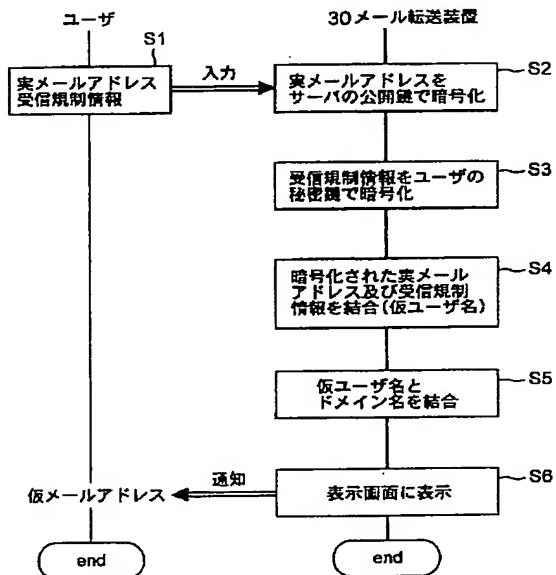 ユーザ
30メール転送装置
S1
実メールアドレス
受信規制情報
入力
S2
実メールアドレスを
サーバの公開鍵で暗号化
S3
受信規制情報をユーザの
秘密鍵で暗号化
S4
暗号化された実メール
アドレス及び受信規制
情報を結合(仮ユーザ名)
S5
仮ユーザ名と
ドメイン名を結合
S6
仮メールアドレス
通知
表示画面に表示
end
end